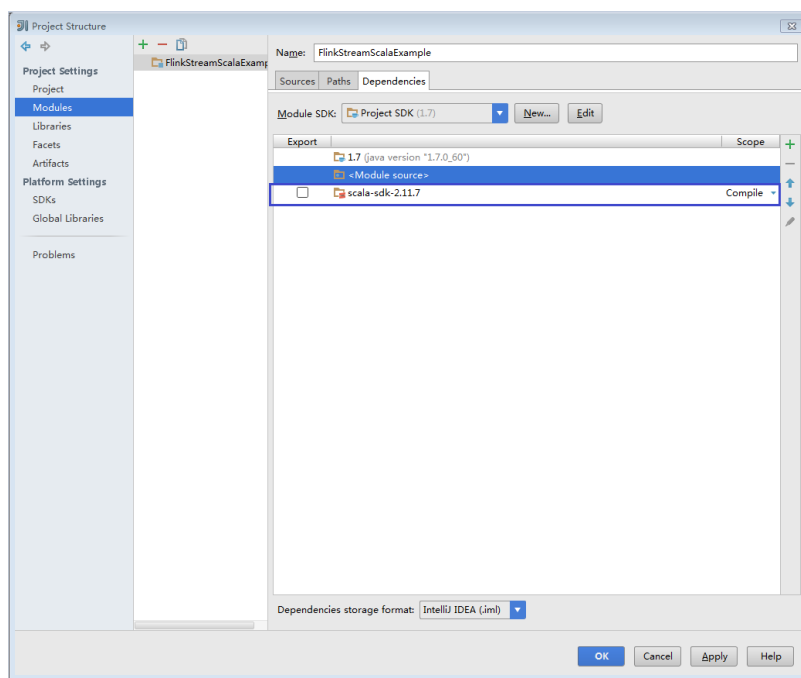 Project Structure
Project Settings
Project
Modules
Libraries
Facets
Artifacts
Platform Settings
SDKs
Global Libraries
Problems
FlinkStreamScalaExamp
Name: FlinkStreamScalaExample
Sources Paths Dependencies
Module SDK: Project SDK (1.7) New... Edit
Export Scope
1.7 (java version "1.7.0_60")
<Module source>
scala-sdk-2.11.7 Compile
Dependencies storage format: IntelliJ IDEA (.iml)
OK Cancel Apply Help